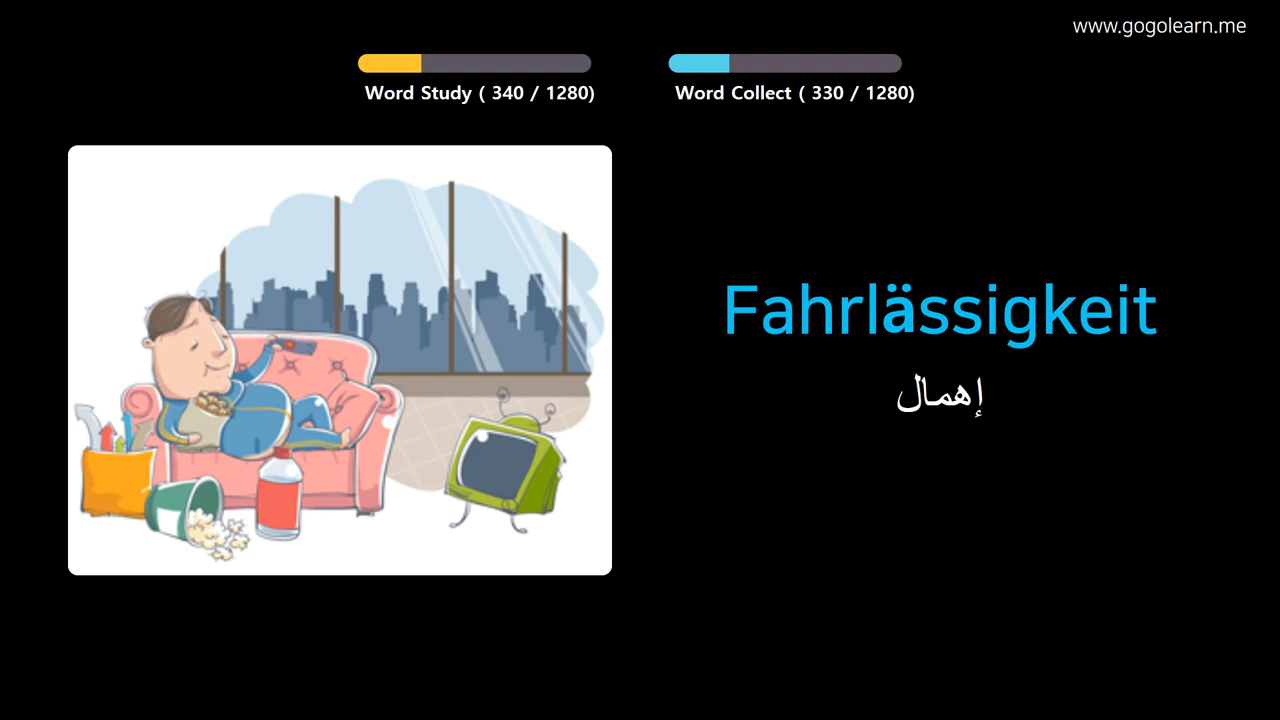 www.gogolearn.me
Word Study ( 340 / 1280)
Word Collect ( 330 / 1280)
Fahrlässigkeit
إهمال